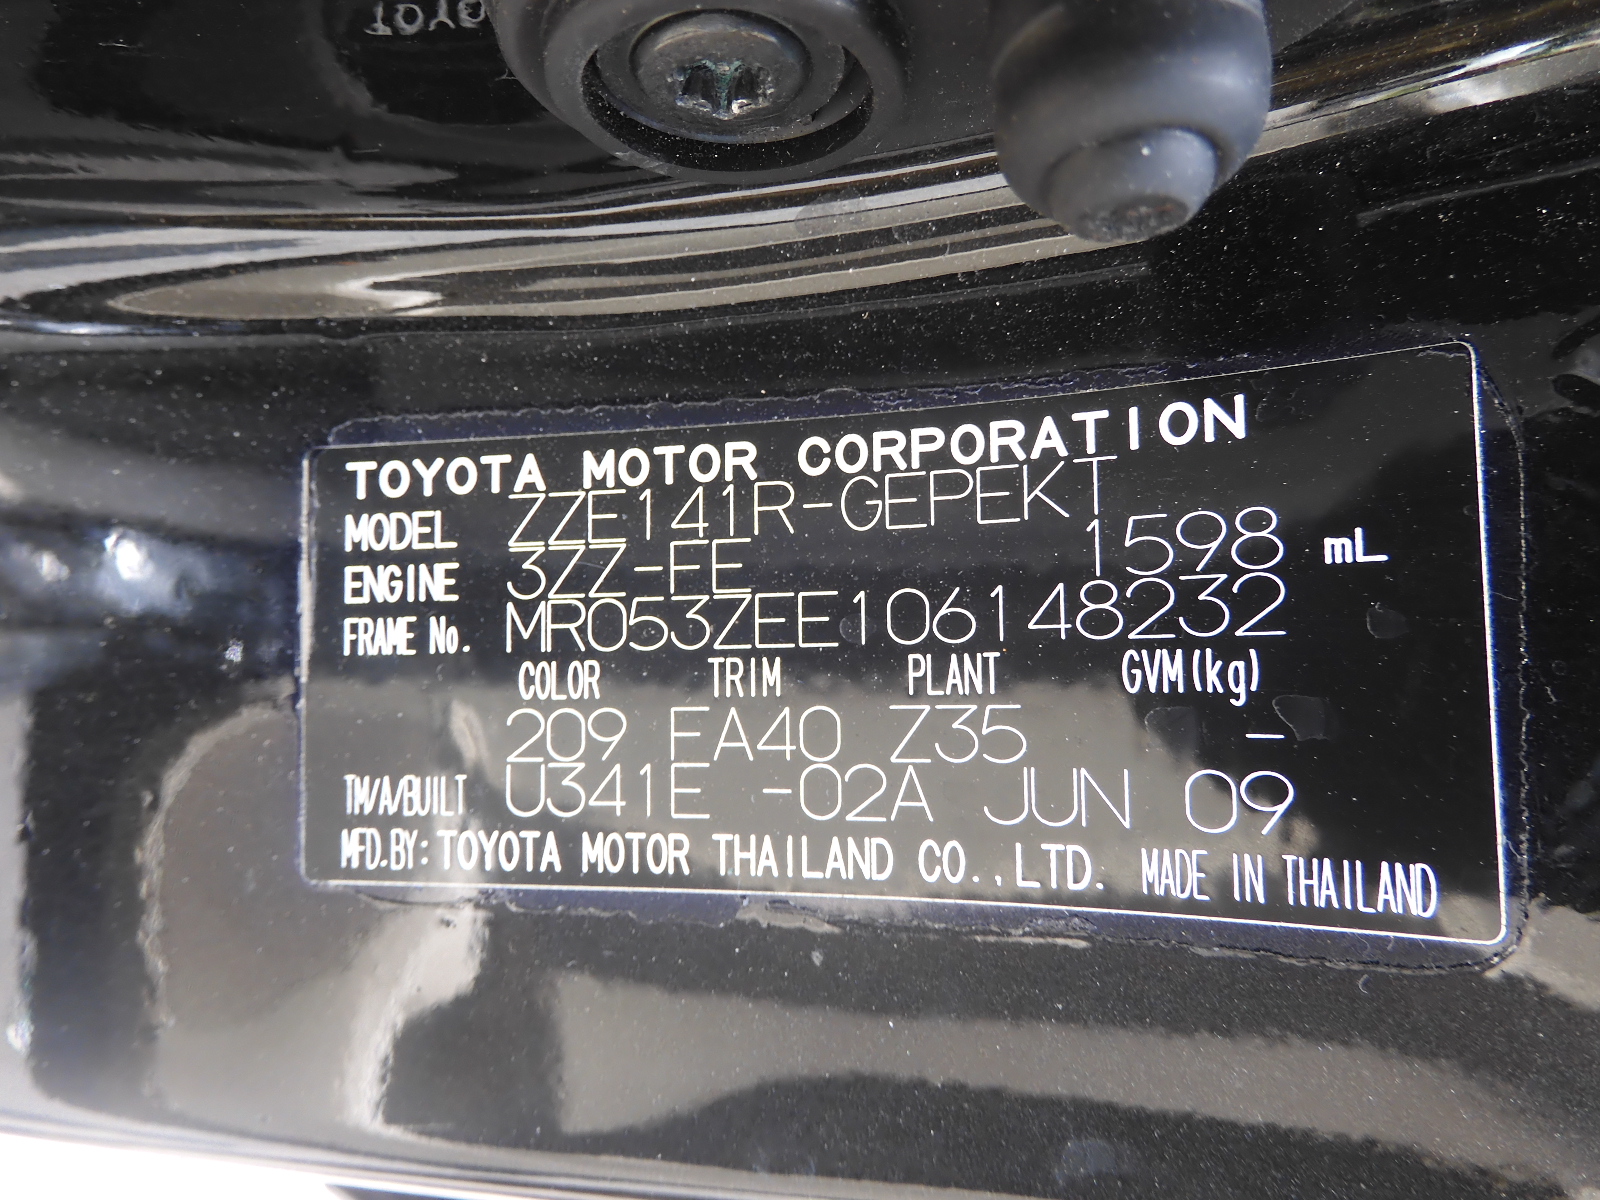 TOYOTA MOTOR CORPORATION
MODEL ZZE141R-GEPEKT
ENGINE 3ZZ-FE 1598 mL
FRAME No. MR053ZEE106148232
COLOR TRIM PLANT GVM(kg)
209 FA40 Z35 -
TM/A/BUILT U341E -02A JUN 09
MFD.BY: TOYOTA MOTOR THAILAND CO.,LTD. MADE IN THAILAND